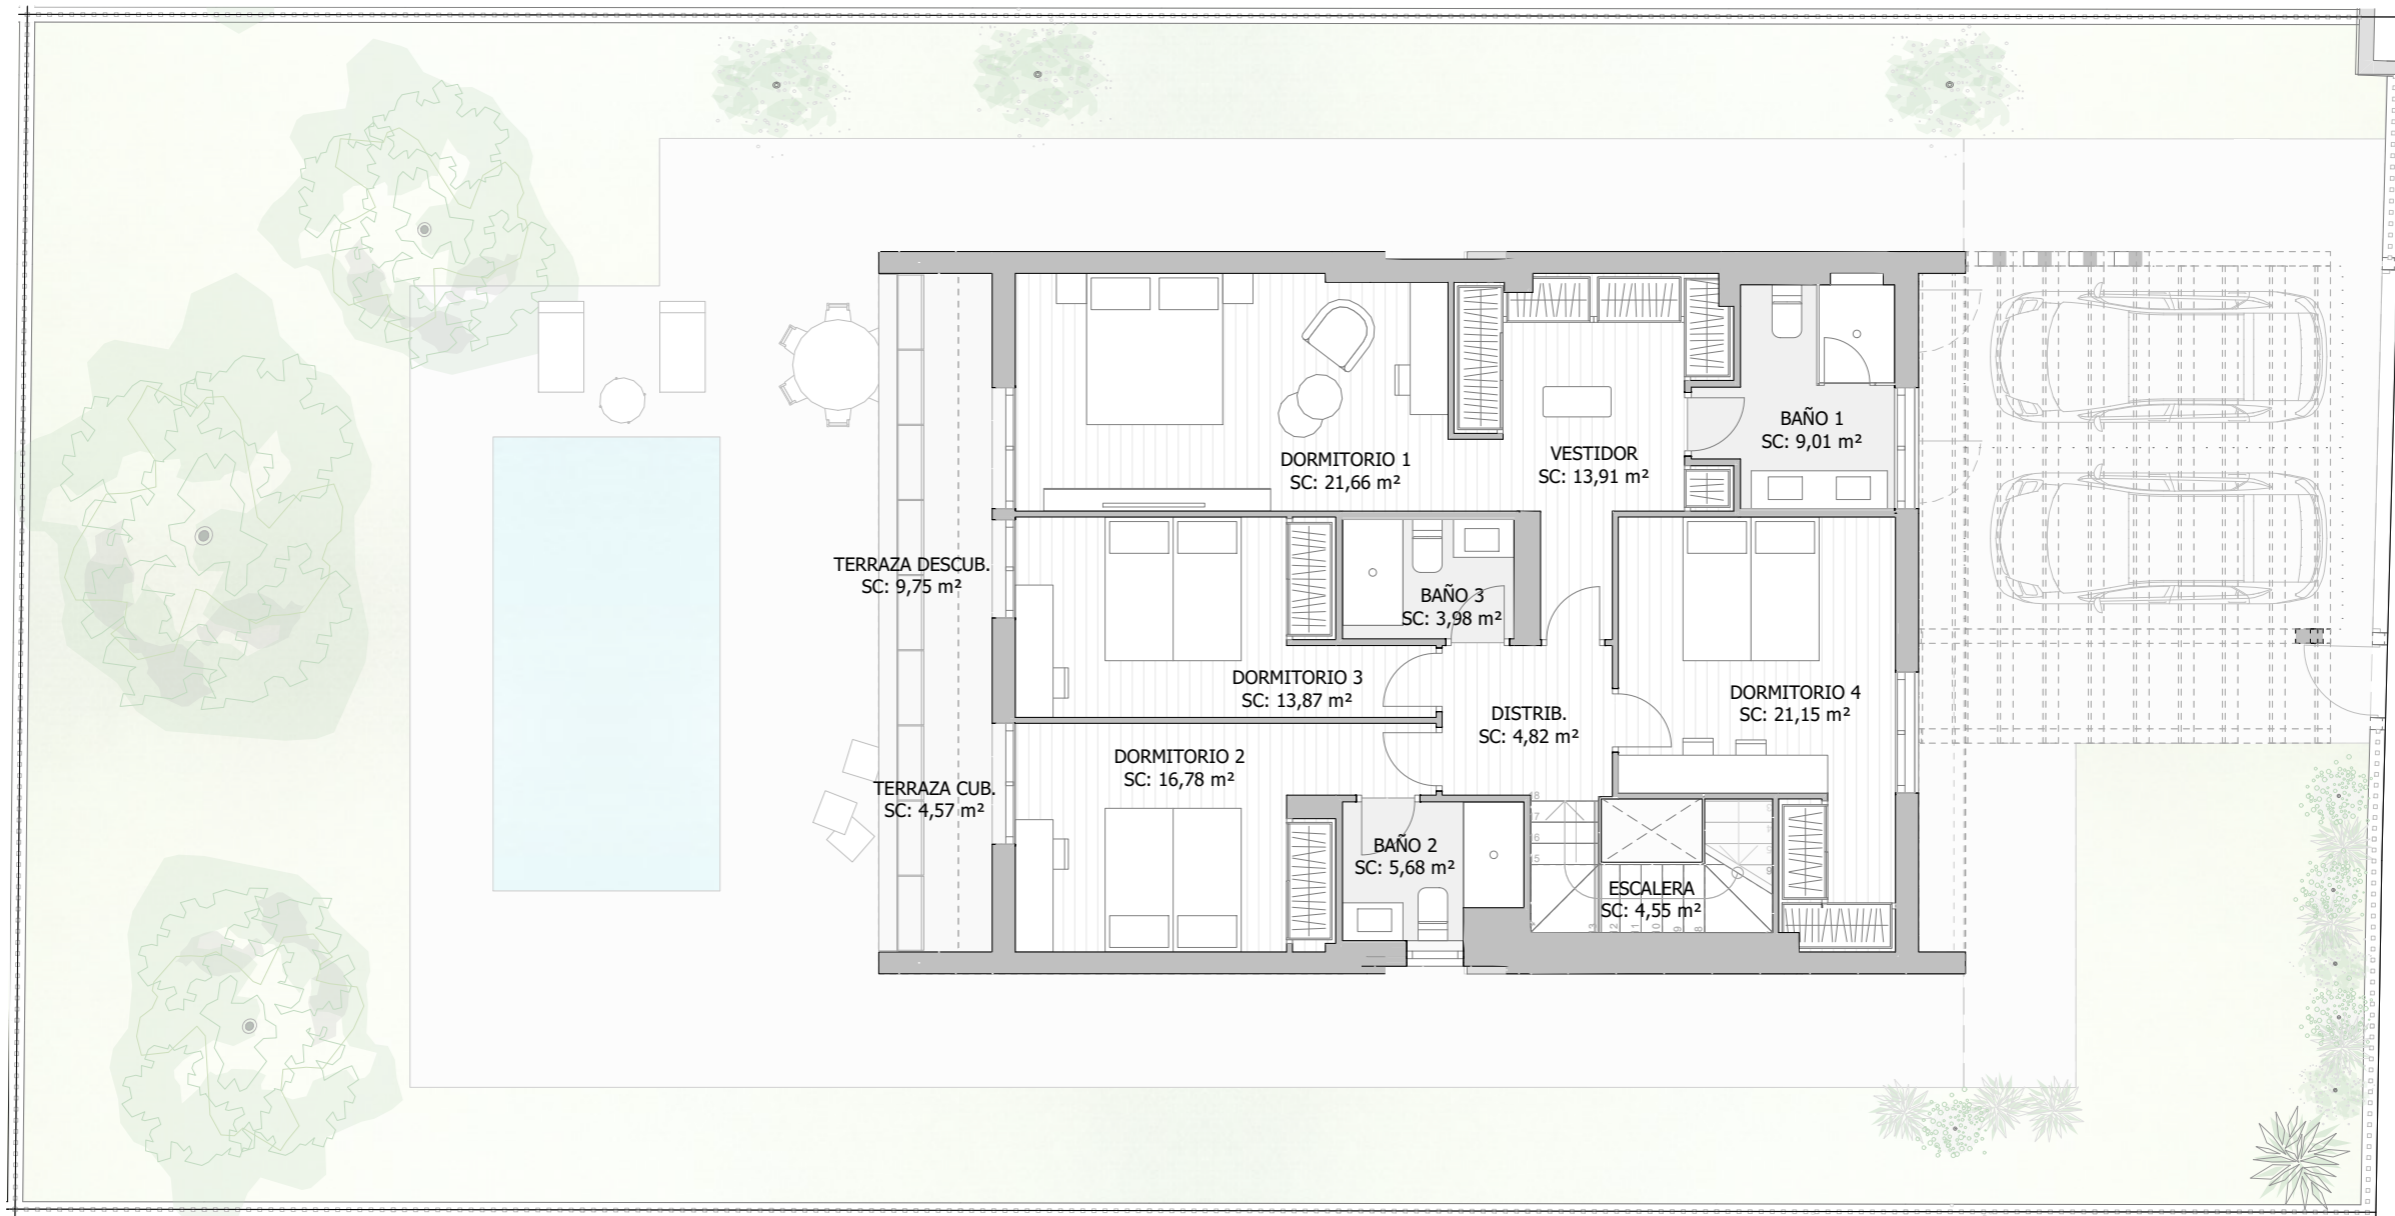 DORMITORIO 1
SC: 21,66 m²
VESTIDOR
SC: 13,91 m²
BAÑO 1
SC: 9,01 m²
TERRAZA DESCUB.
SC: 9,75 m²
BAÑO 3
SC: 3,98 m²
DORMITORIO 3
SC: 13,87 m²
DISTRIB.
SC: 4,82 m²
DORMITORIO 4
SC: 21,15 m²
DORMITORIO 2
SC: 16,78 m²
TERRAZA CUB.
SC: 4,57 m²
BAÑO 2
SC: 5,68 m²
ESCALERA
SC: 4,55 m²